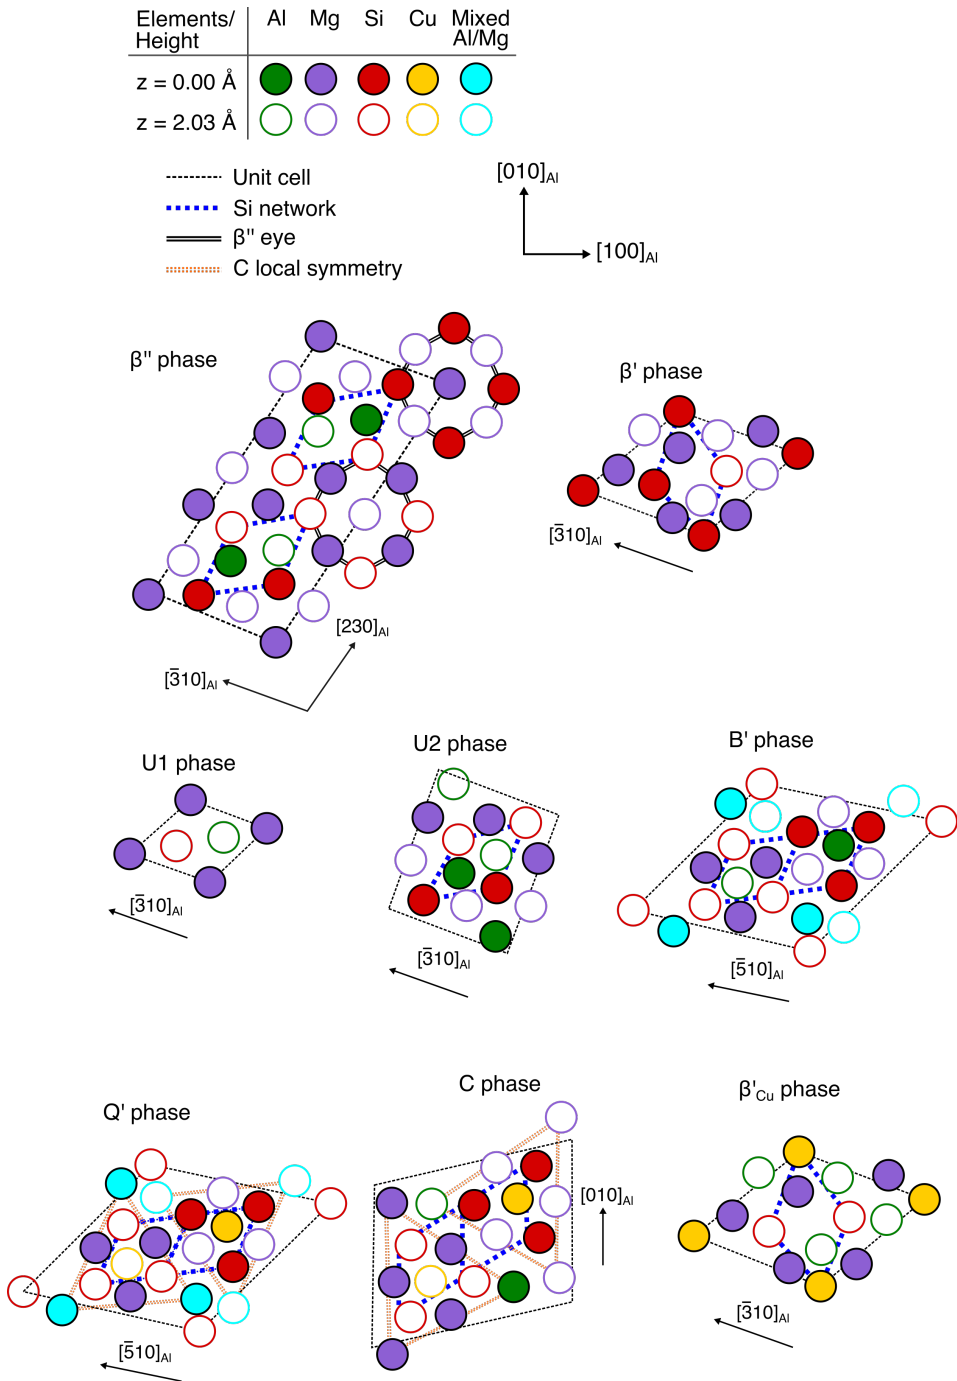 Elements/ Height Al Mg Si Cu Mixed Al/Mg
z = 0.00 Å
z = 2.03 Å
Unit cell
Si network
β'' eye
C local symmetry
[010]Al
[100]Al
β'' phase
β' phase
[3̅10]Al
[230]Al
[3̅10]Al
U1 phase
U2 phase
B' phase
[3̅10]Al
[3̅10]Al
[5̅10]Al
Q' phase
C phase
β'Cu phase
[010]Al
[5̅10]Al
[3̅10]Al